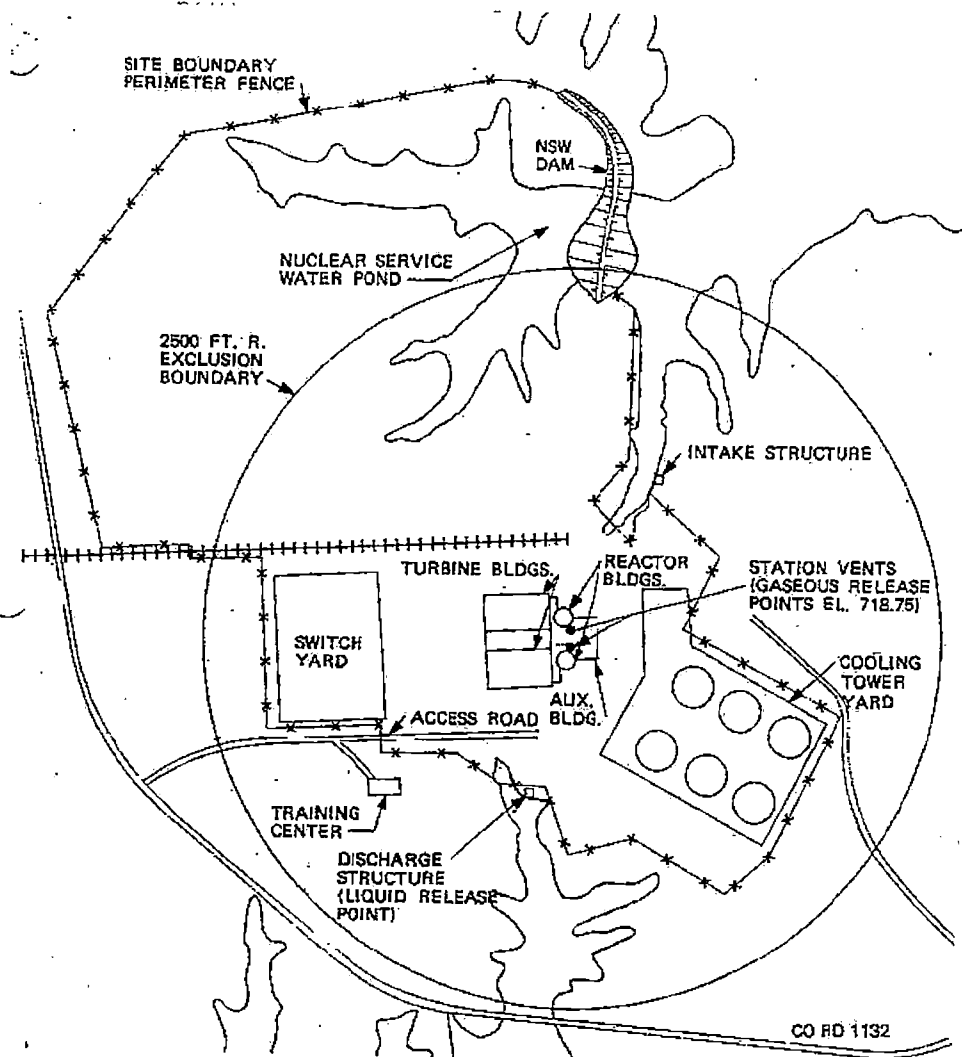 SITE BOUNDARY
PERIMETER FENCE
NSW
DAM
NUCLEAR SERVICE
WATER POND
2500 FT. R.
EXCLUSION
BOUNDARY
INTAKE STRUCTURE
TURBINE BLDGS.
REACTOR
BLDGS.
STATION VENTS
(GASEOUS RELEASE
POINTS EL. 718.75)
SWITCH
YARD
COOLING
TOWER
YARD
AUX.
BLDG.
ACCESS ROAD
TRAINING
CENTER
DISCHARGE
STRUCTURE
(LIQUID RELEASE
POINT)
CO RD 1132